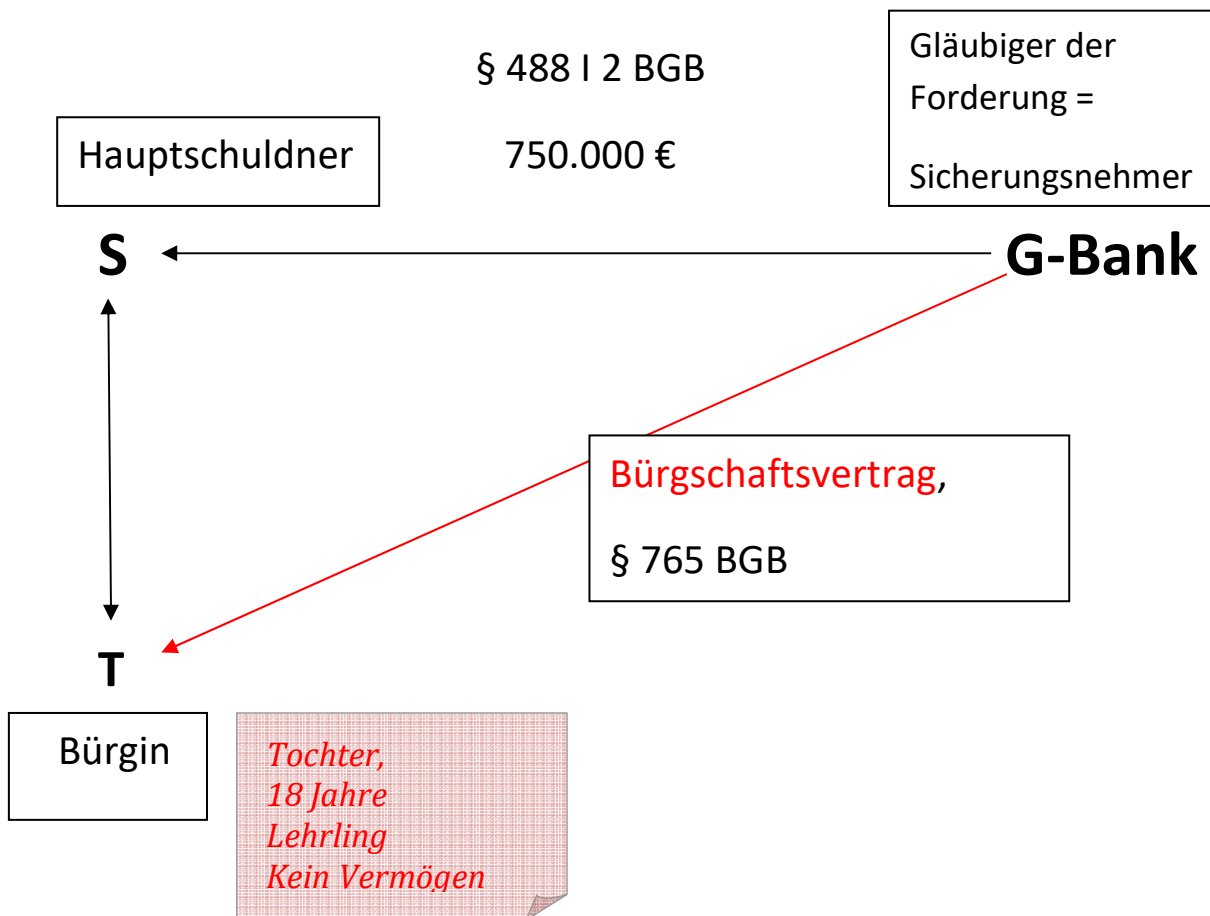 § 488 I 2 BGB
Gläubiger der
Forderung =
Sicherungsnehmer
Hauptschuldner
750.000 €
S
G-Bank
Bürgschaftsvertrag,
§ 765 BGB
T
Bürgin
Tochter,
18 Jahre
Lehrling
Kein Vermögen